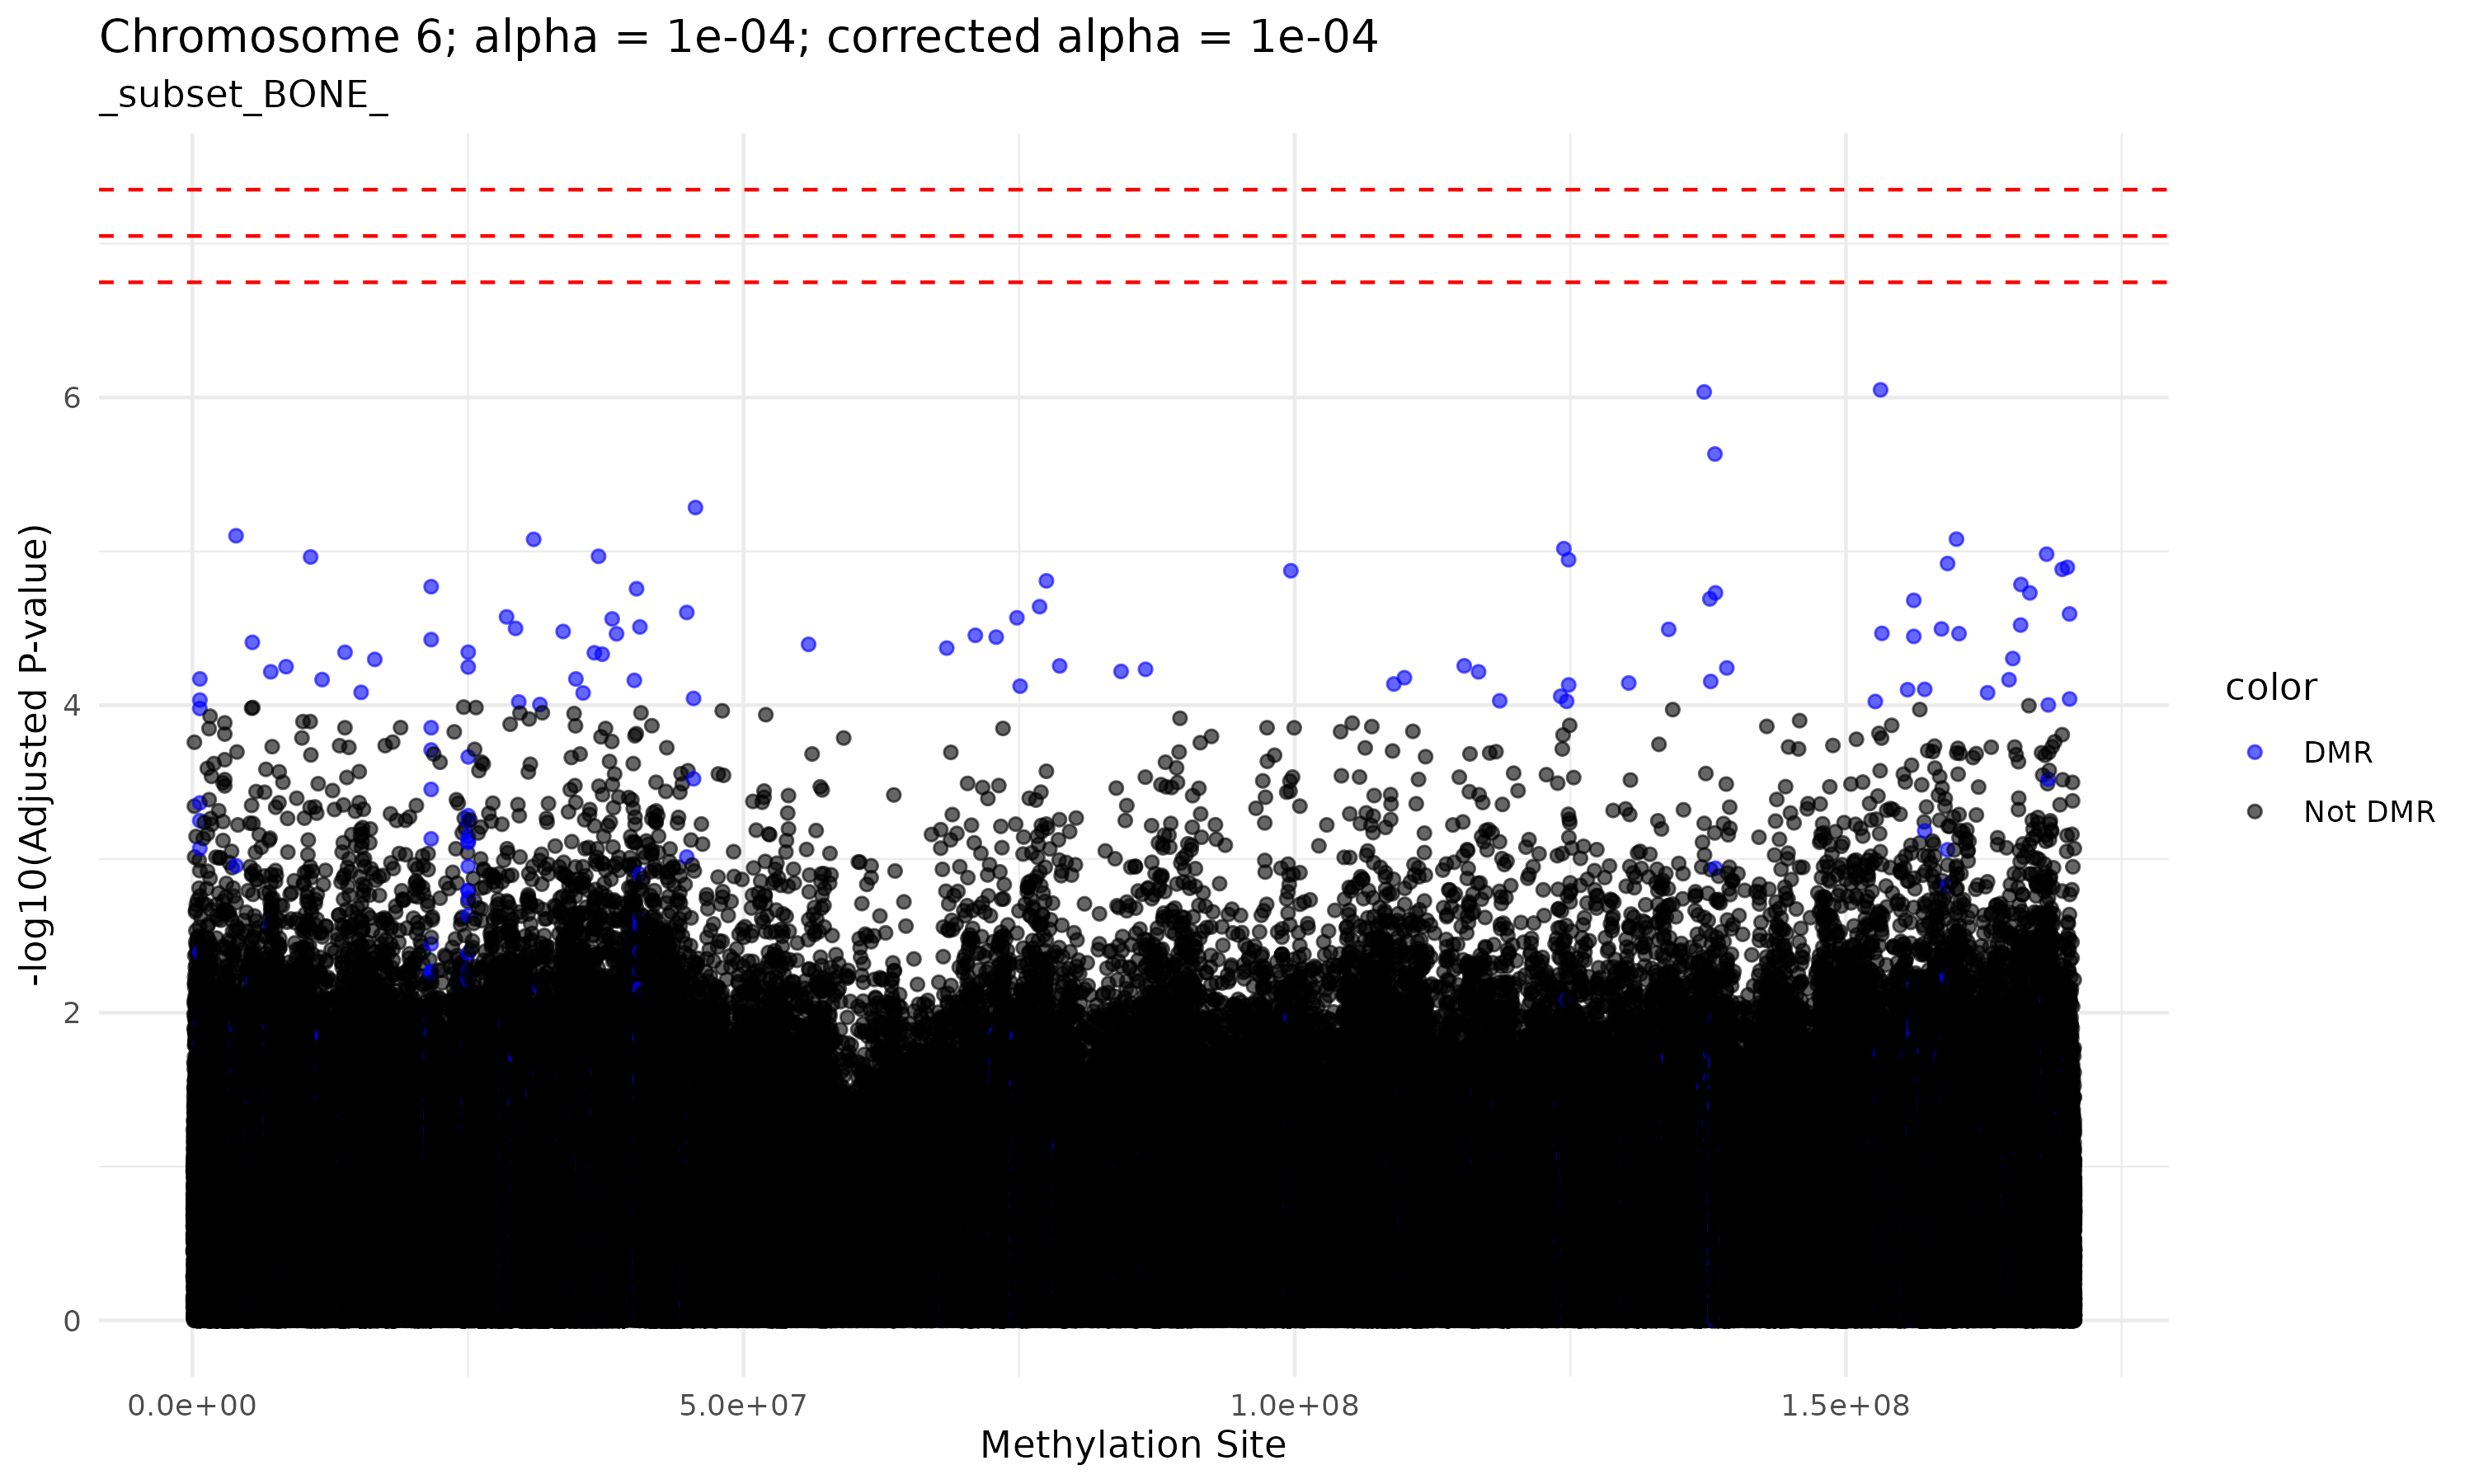 Chromosome 6; alpha = 1e-04; corrected alpha = 1e-04
_subset_BONE_
-log10(Adjusted P-value)
6
4
2
0
0.0e+00
5.0e+07
1.0e+08
1.5e+08
Methylation Site
color
DMR
Not DMR